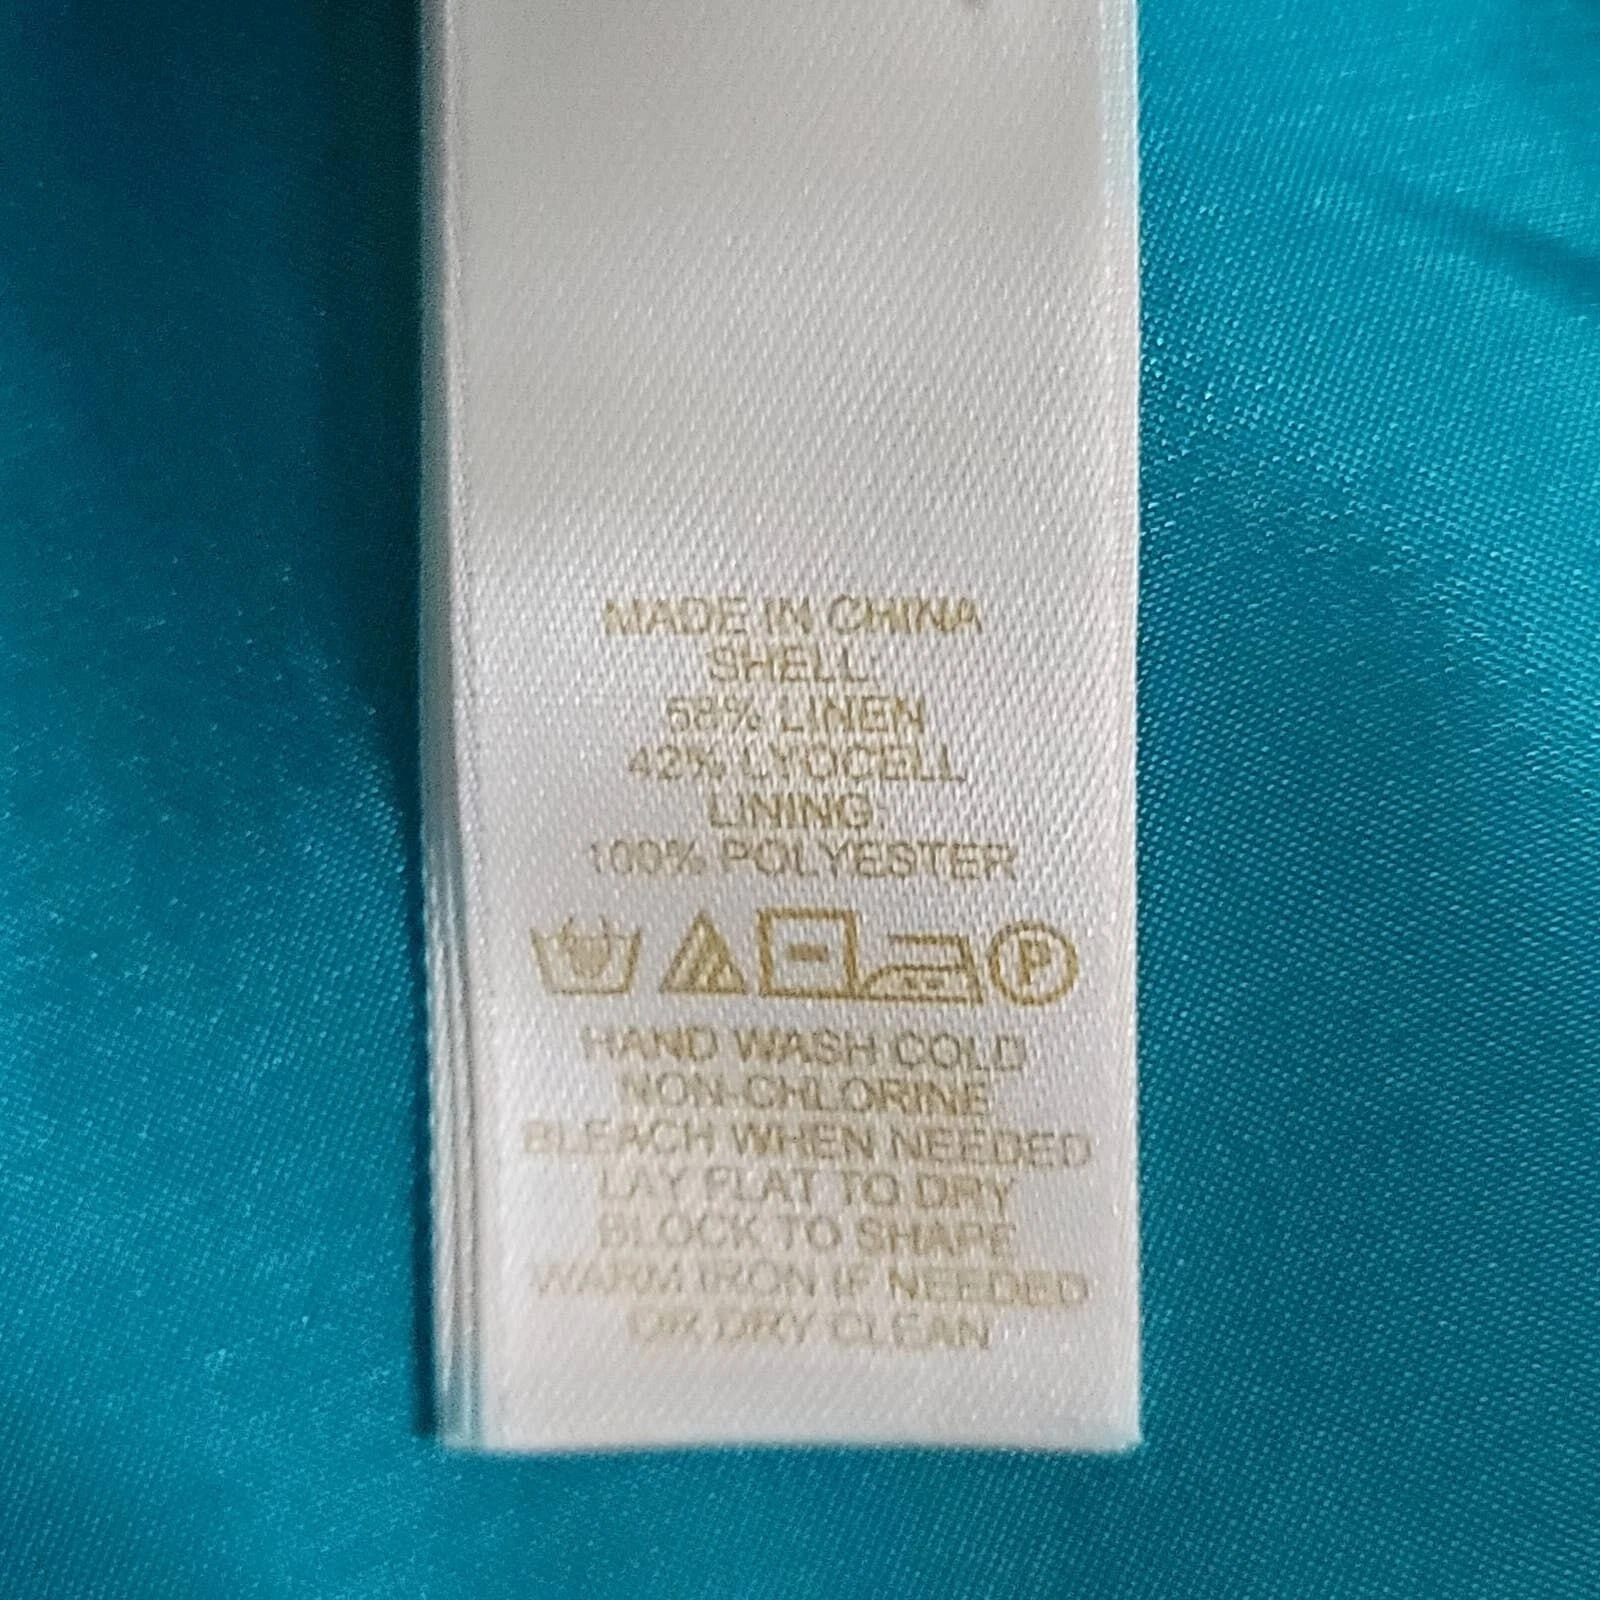 MADE IN CHINA
SHELL:
58% LINEN
42% LYOCELL
LINING:
100% POLYESTER
P
HAND WASH COLD
NON-CHLORINE
BLEACH WHEN NEEDED
LAY FLAT TO DRY
BLOCK TO SHAPE
WARM IRON IF NEEDED
OR DRY CLEAN